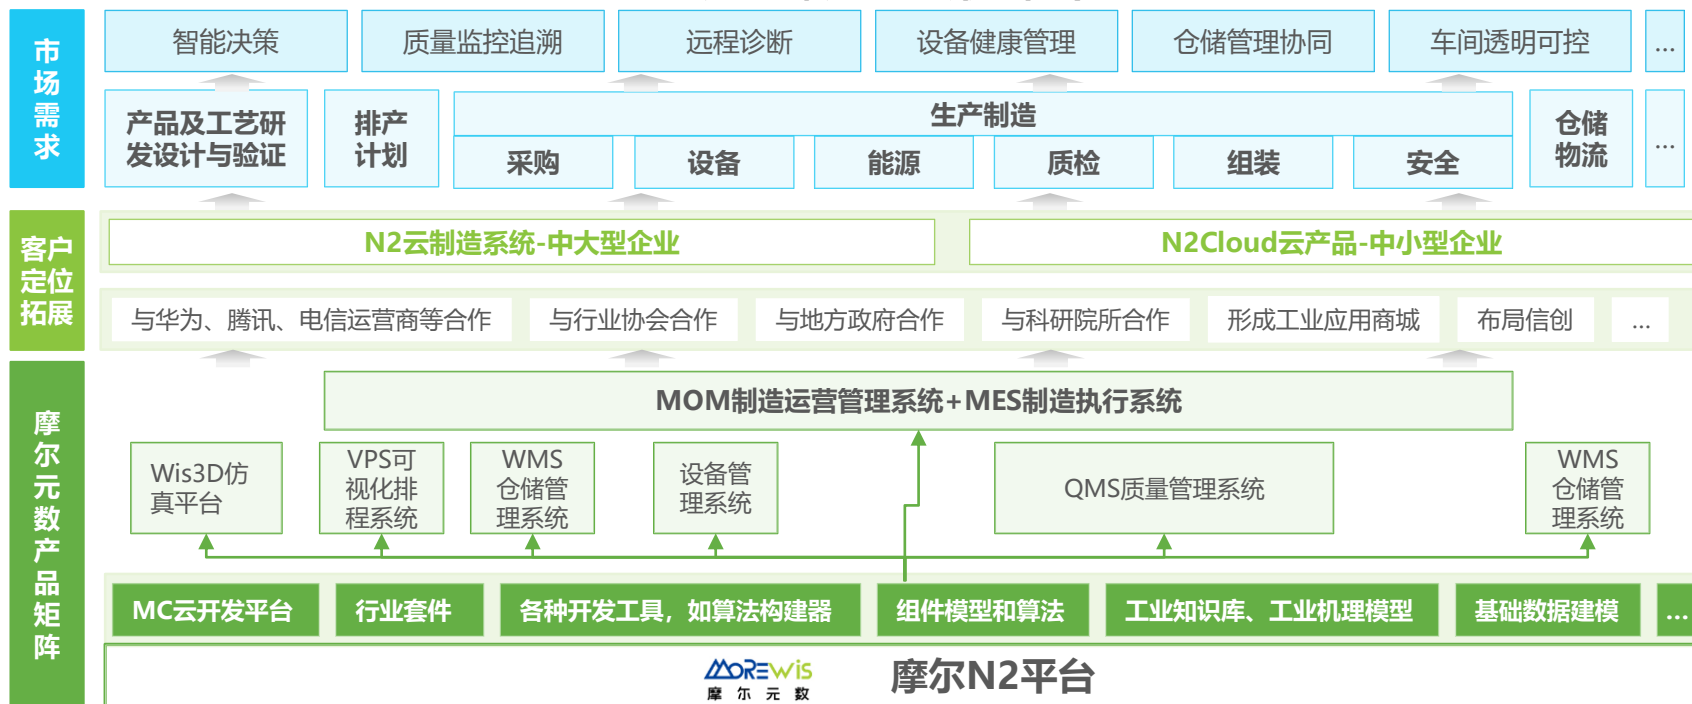 市场需求
智能决策
质量监控追溯
远程诊断
设备健康管理
仓储管理协同
车间透明可控
...
产品及工艺研
发设计与验证
排产
计划
生产制造
采购
设备
能源
质检
组装
安全
仓储
物流
...
客户
定位
拓展
N2云制造系统-中大型企业
N2Cloud云产品-中小型企业
与华为、腾讯、电信运营商等合作
与行业协会合作
与地方政府合作
与科研院所合作
形成工业应用商城
布局信创
...
摩尔元数产品矩阵
MOM制造运营管理系统+MES制造执行系统
Wis3D仿
真平台
VPS可
视化排
程系统
WMS
仓储管
理系统
设备管
理系统
QMS质量管理系统
WMS
仓储管
理系统
MC云开发平台
行业套件
各种开发工具，如算法构建器
组件模型和算法
工业知识库、工业机理模型
基础数据建模
...
MOREWIS
摩尔元数
摩尔N2平台